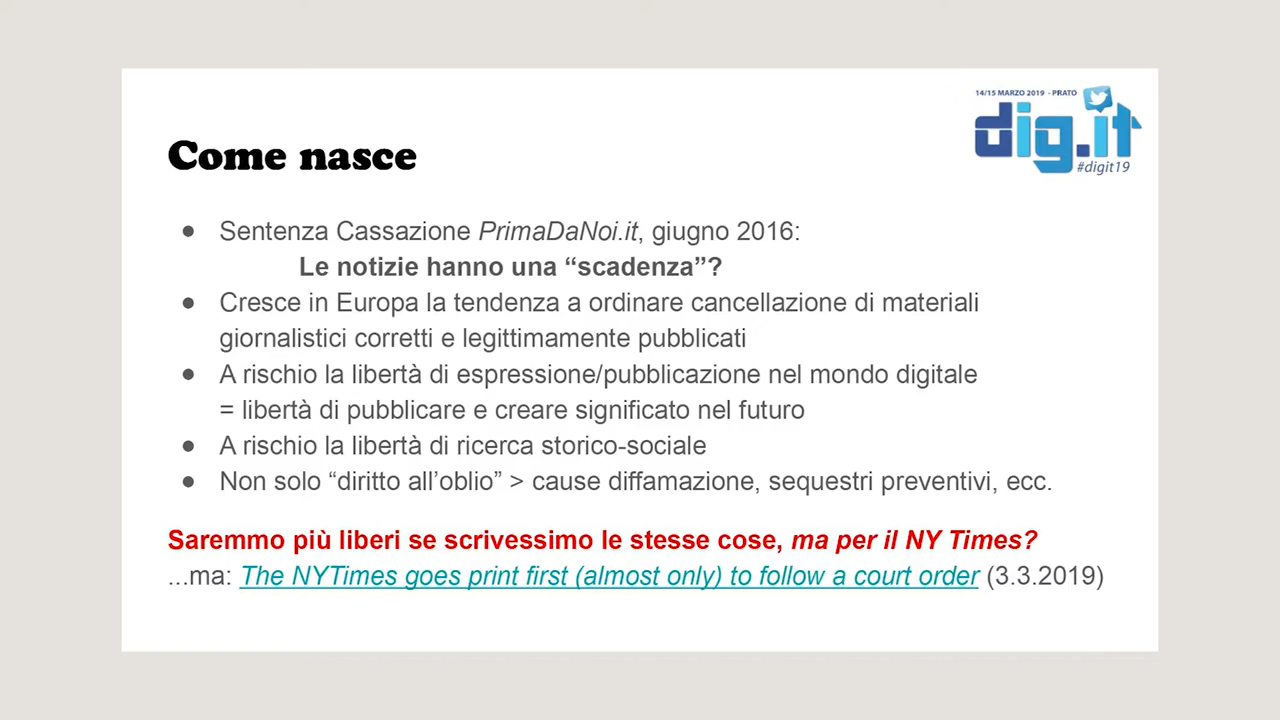 14/15 MARZO 2019 - PRATO
dig.it
#digit19
Come nasce
● Sentenza Cassazione PrimaDaNoi.it, giugno 2016:
Le notizie hanno una “scadenza”?
● Cresce in Europa la tendenza a ordinare cancellazione di materiali
giornalistici corretti e legittimamente pubblicati
● A rischio la libertà di espressione/pubblicazione nel mondo digitale
= libertà di pubblicare e creare significato nel futuro
● A rischio la libertà di ricerca storico-sociale
● Non solo “diritto all’oblio” > cause diffamazione, sequestri preventivi, ecc.
Saremmo più liberi se scrivessimo le stesse cose, ma per il NY Times?
...ma: The NYTimes goes print first (almost only) to follow a court order (3.3.2019)